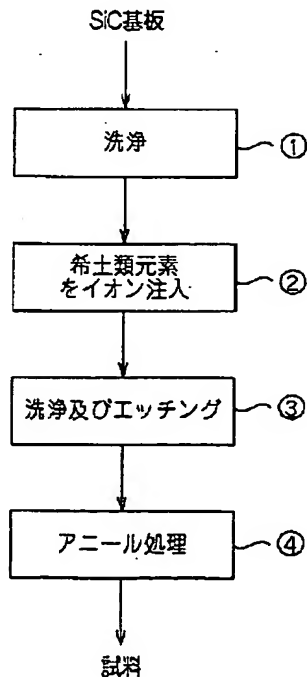 SiC基板
洗浄
①
希土類元素
をイオン注入
②
洗浄及びエッチング
③
アニール処理
④
試料